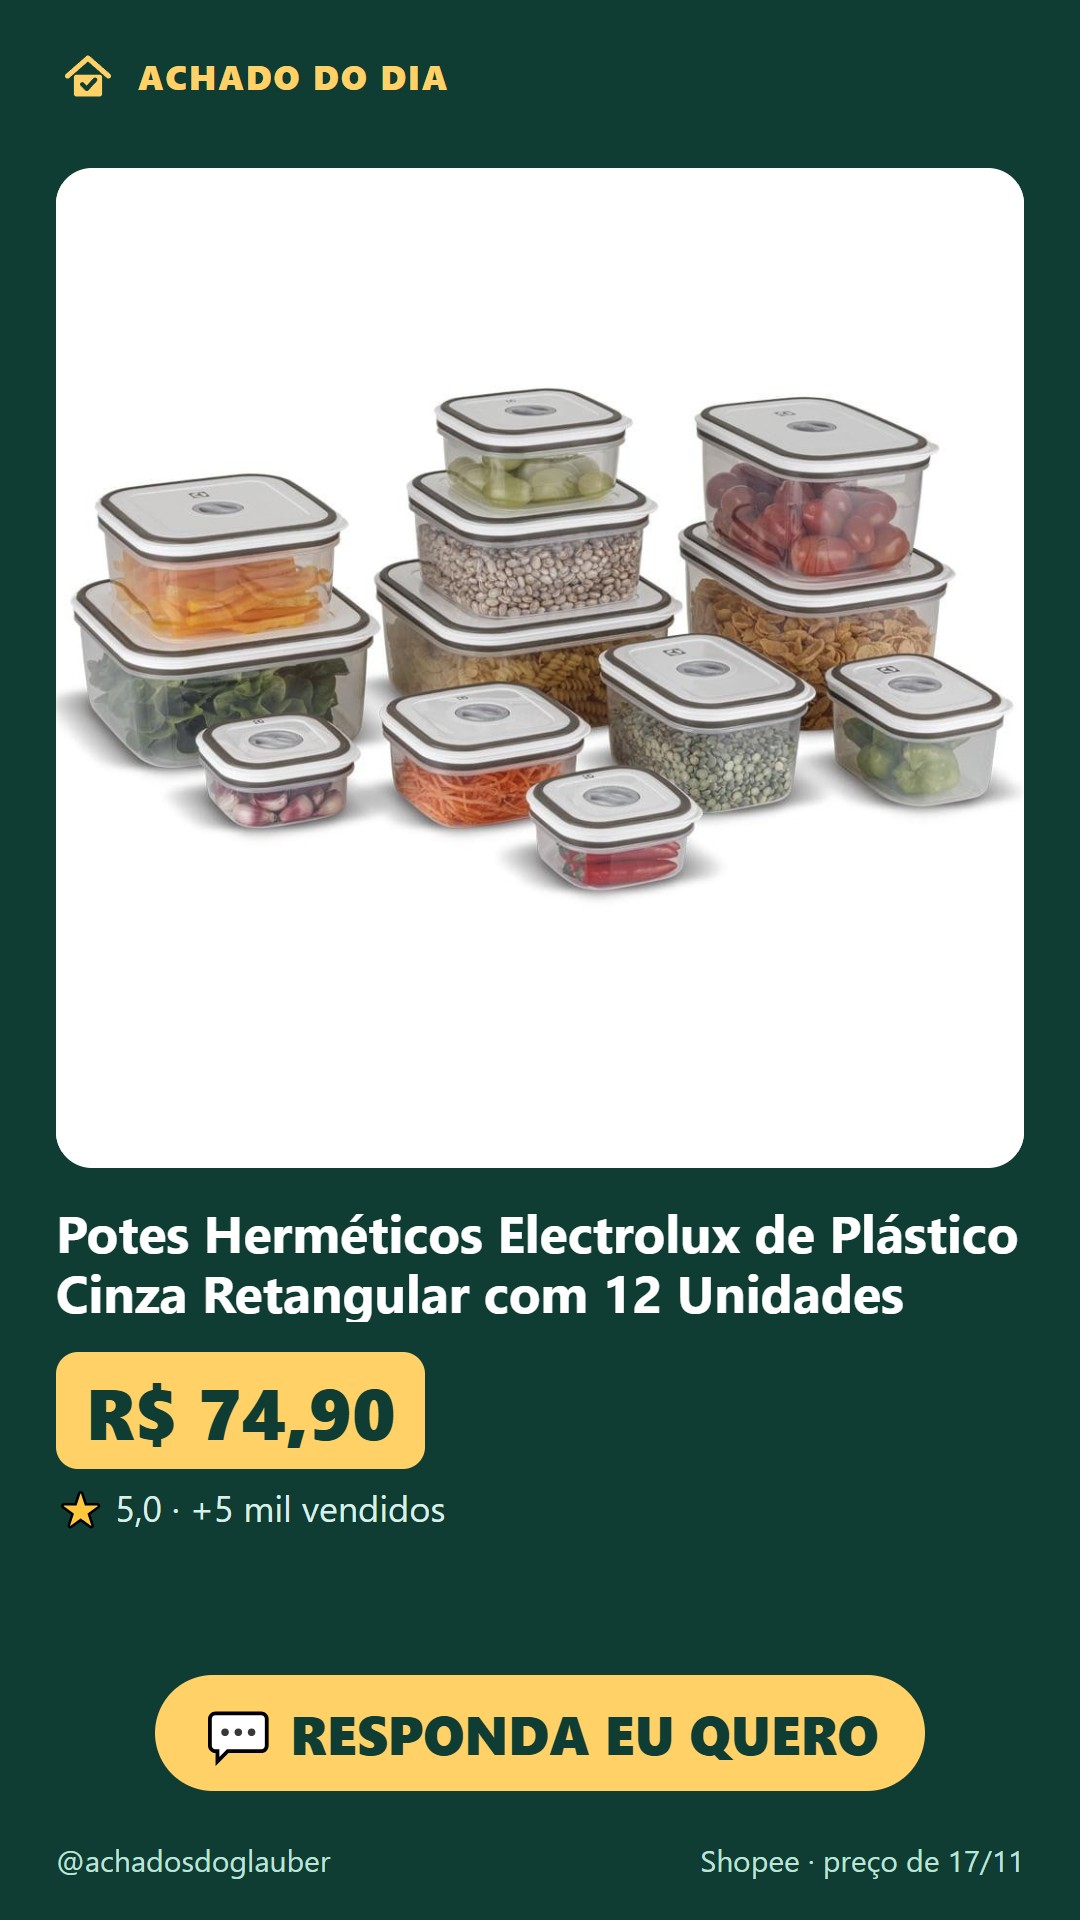 ACHADO DO DIA
Potes Herméticos Electrolux de Plástico
Cinza Retangular com 12 Unidades
R$ 74,90
5,0 · +5 mil vendidos
RESPONDA EU QUERO
@achadosdoglauber
Shopee · preço de 17/11